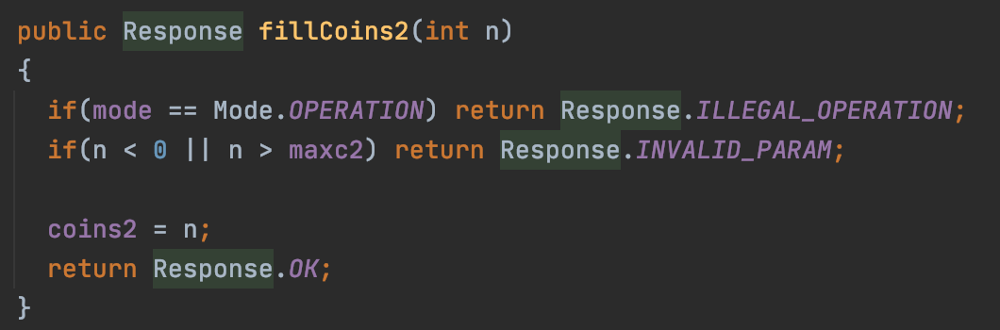 public Response fillCoins2(int n)
{
if(mode == Mode.OPERATION) return Response.ILLEGAL_OPERATION;
if(n < 0 || n > maxc2) return Response.INVALID_PARAM;
coins2 = n;
return Response.OK;
}